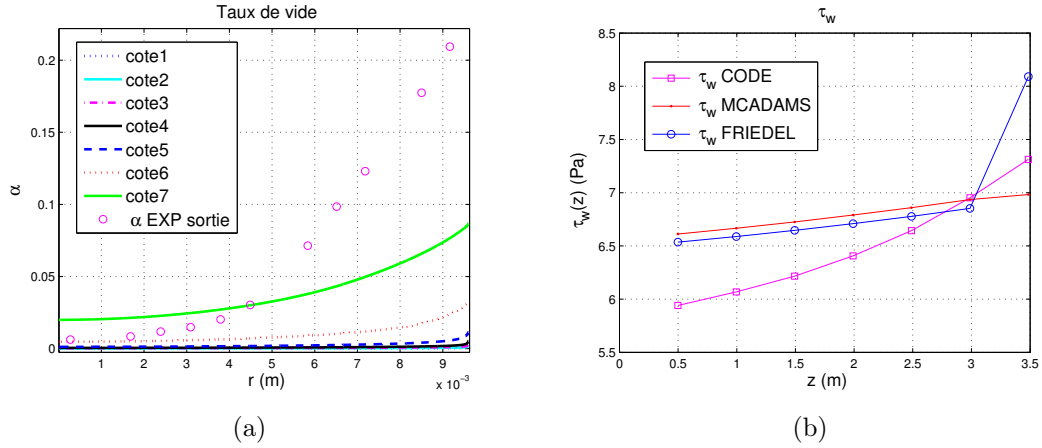 Taux de vide
α
0.2
0.15
0.1
0.05
0
cote1
cote2
cote3
cote4
cote5
cote6
cote7
α EXP sortie
1 2 3 4 5 6 7 8 9
x 10⁻³
r (m)
(a)
τw
τw(z) (Pa)
8.5
8
7.5
7
6.5
6
5.5
τw CODE
τw MCADAMS
τw FRIEDEL
0 0.5 1 1.5 2 2.5 3 3.5
z (m)
(b)